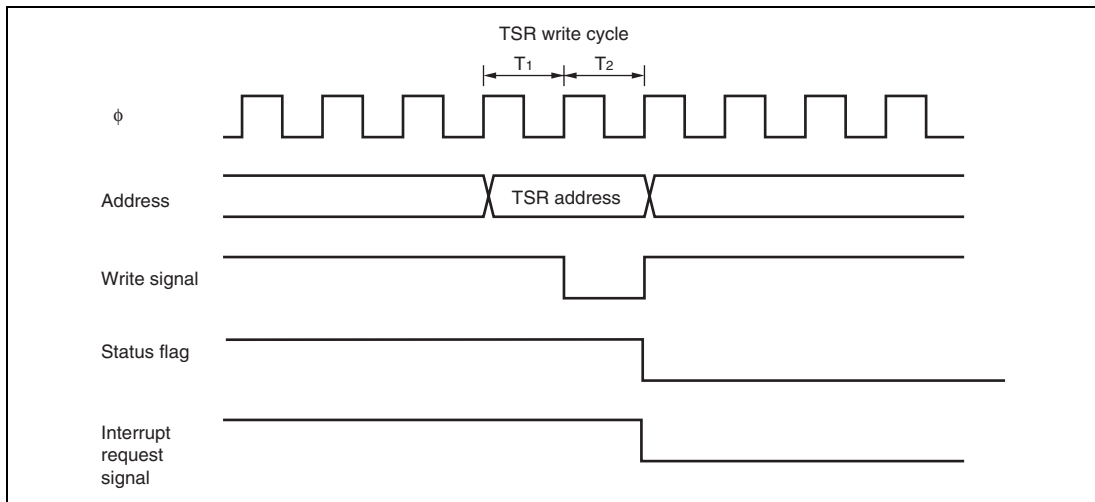 TSR write cycle
T1 T2
ϕ
Address
TSR address
Write signal
Status flag
Interrupt
request
signal